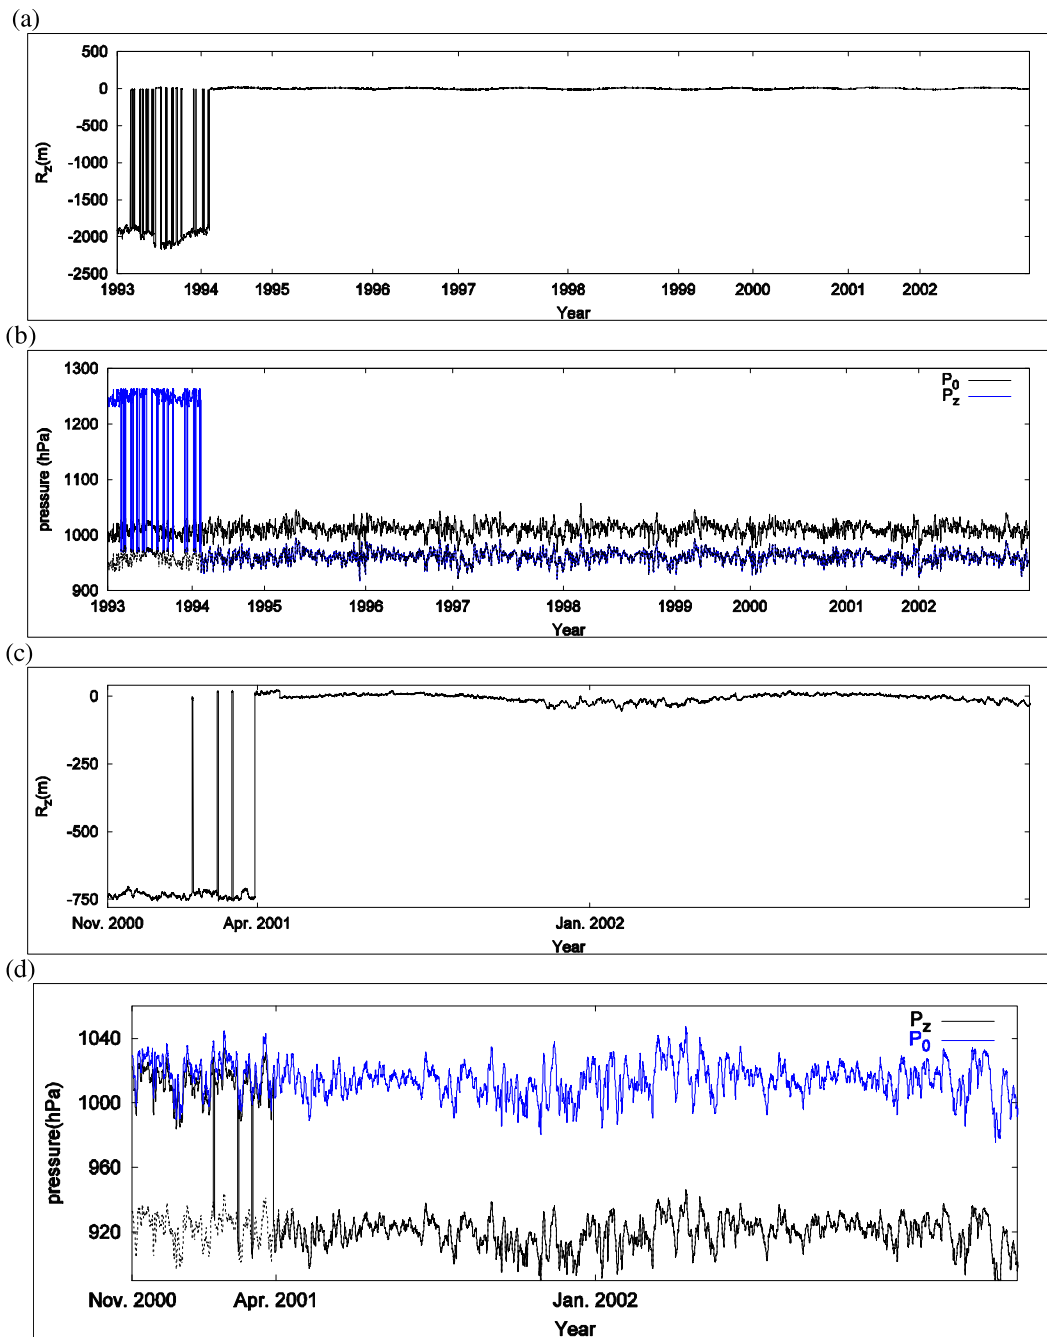 (a)
500
0
-500
-1000
-1500
-2000
-2500
R_z(m)
1993 1994 1995 1996 1997 1998 1999 2000 2001 2002
Year
(b)
1300
1200
1100
1000
900
pressure (hPa)
P_0
P_z
1993 1994 1995 1996 1997 1998 1999 2000 2001 2002
Year
(c)
0
-250
-500
-750
R_z(m)
Nov. 2000 Apr. 2001 Jan. 2002
Year
(d)
1040
1000
960
920
pressure(hPa)
P_z
P_0
Nov. 2000 Apr. 2001 Jan. 2002
Year